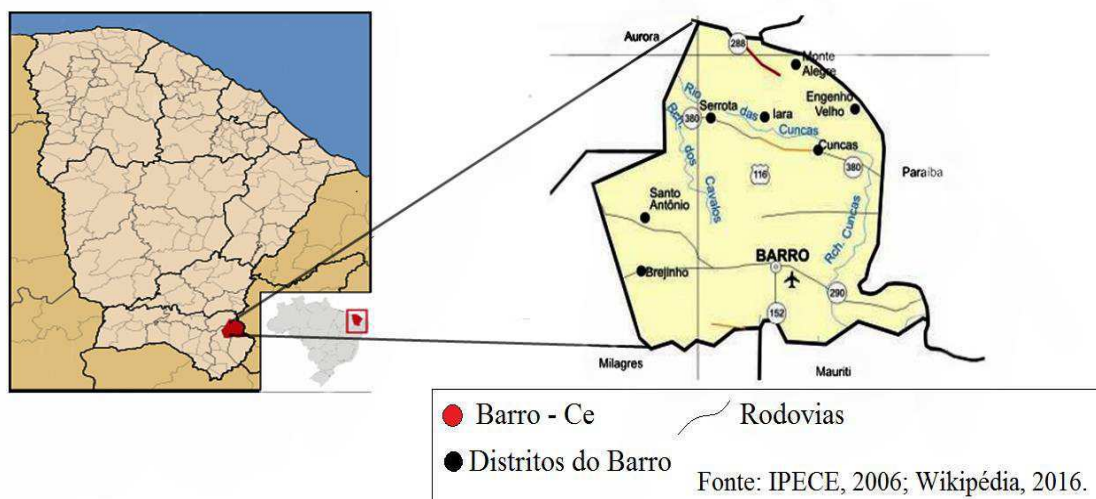 Aurora
288
Monte
Alegre
Engenho
Velho
Rio das Cuncas
Serrota
Iara
380
Cuncas
380
Rch. dos Cavalos
116
Paraíba
Santo
Antônio
Rch. Cuncas
BARRO
Brejinho
290
152
Milagres
Mauriti
Barro - Ce
Rodovias
Distritos do Barro
Fonte: IPECE, 2006; Wikipédia, 2016.